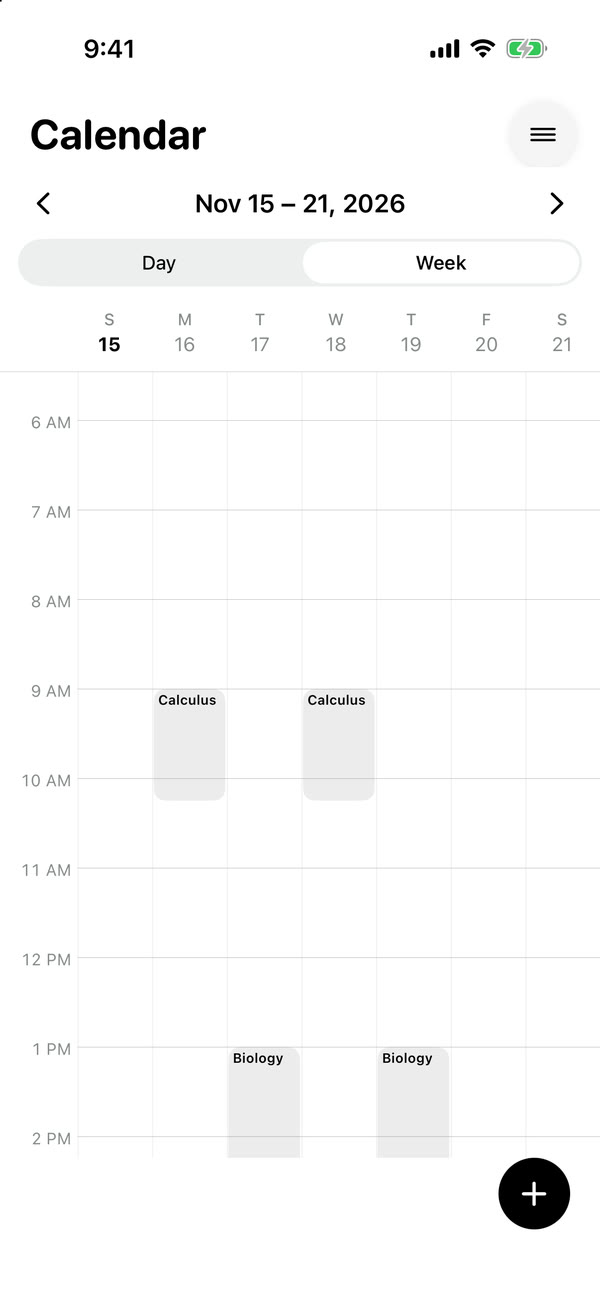 9:41
Calendar
Nov 15 – 21, 2026
Day Week
S M T W T F S
15 16 17 18 19 20 21
6 AM
7 AM
8 AM
9 AM
Calculus Calculus
10 AM
11 AM
12 PM
1 PM
Biology Biology
2 PM